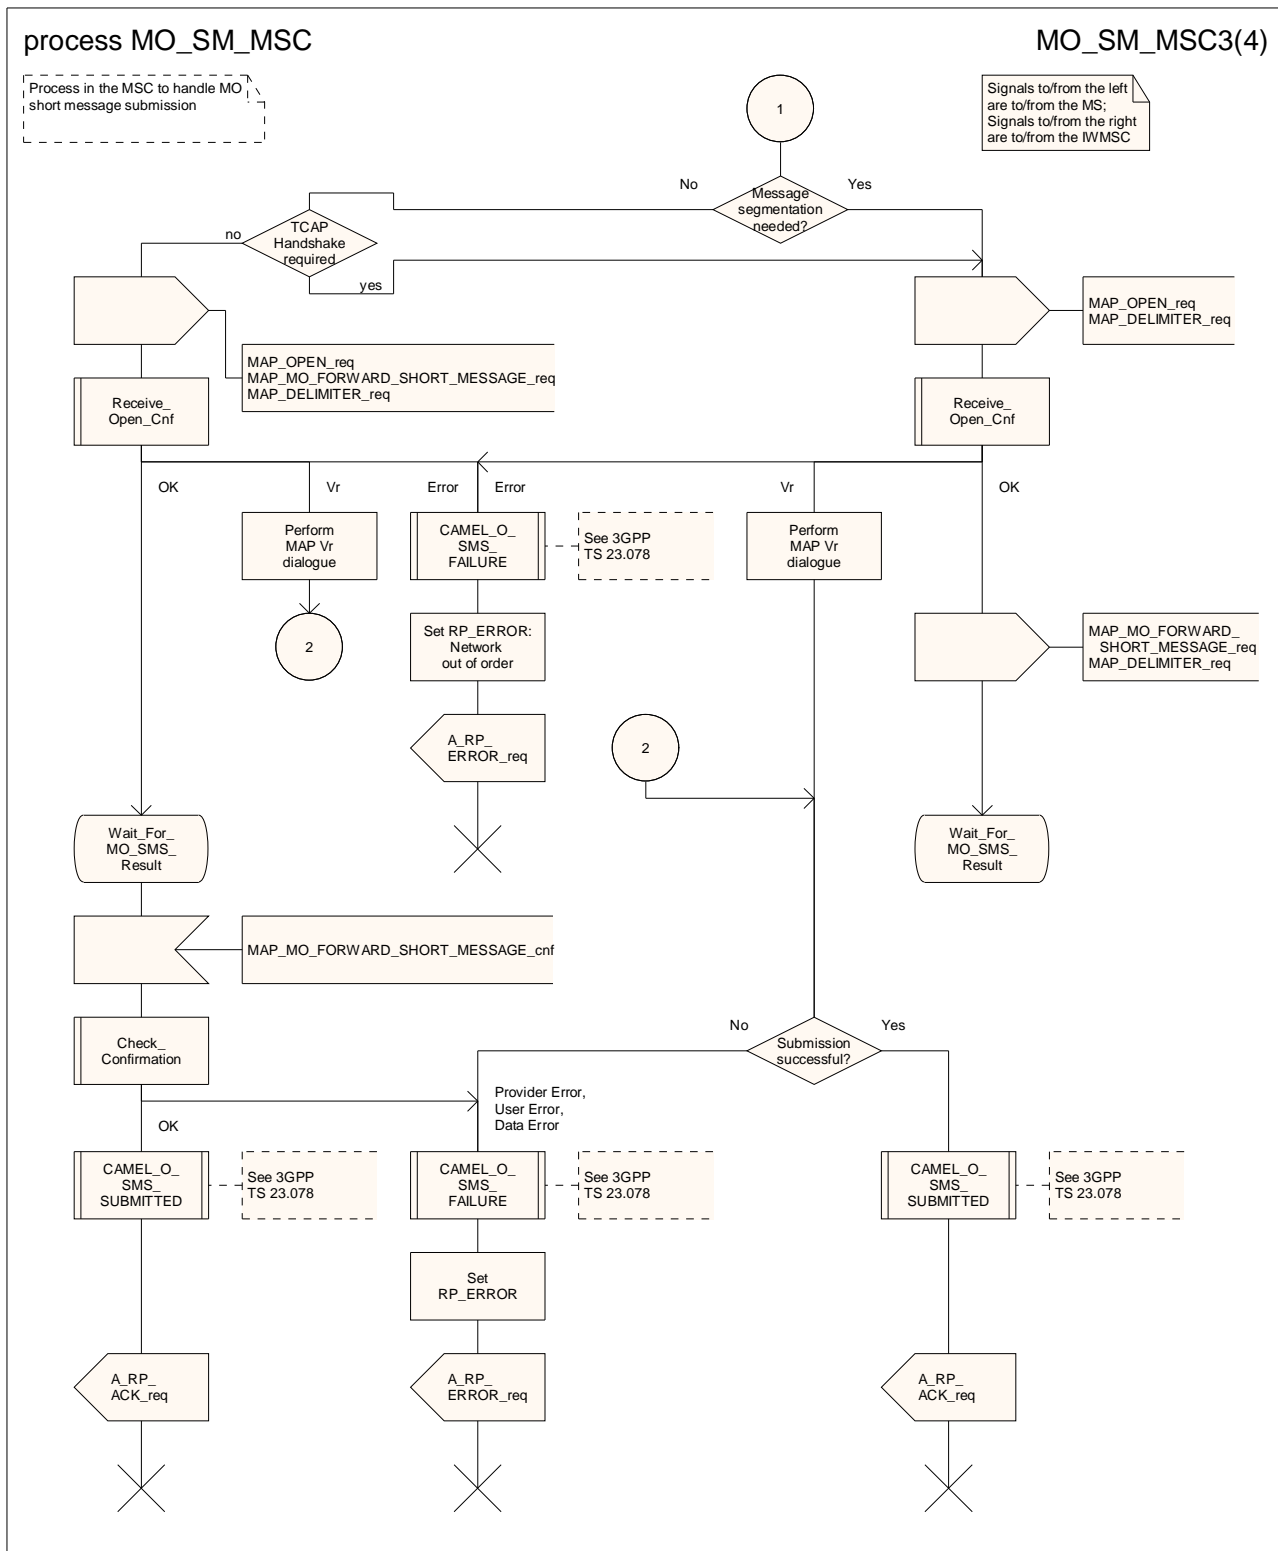 process MO_SM_MSC
MO_SM_MSC3(4)
Process in the MSC to handle MO
short message submission
1
Signals to/from the left
are to/from the MS;
Signals to/from the right
are to/from the IWMSC
No
Message
segmentation
needed?
Yes
no
TCAP
Handshake
required
yes
MAP_OPEN_req
MAP_DELIMITER_req
MAP_OPEN_req
MAP_MO_FORWARD_SHORT_MESSAGE_req
MAP_DELIMITER_req
Receive_
Open_Cnf
Receive_
Open_Cnf
OK
Vr
Error
Error
Vr
OK
Perform
MAP Vr
dialogue
CAMEL_O_
SMS_
FAILURE
See 3GPP
TS 23.078
Perform
MAP Vr
dialogue
2
Set RP_ERROR:
Network
out of order
MAP_MO_FORWARD_
SHORT_MESSAGE_req
MAP_DELIMITER_req
A_RP_
ERROR_req
2
Wait_For_
MO_SMS_
Result
Wait_For_
MO_SMS_
Result
MAP_MO_FORWARD_SHORT_MESSAGE_cnf
Check_
Confirmation
No
Submission
successful?
Yes
Provider Error,
User Error,
Data Error
OK
CAMEL_O_
SMS_
SUBMITTED
See 3GPP
TS 23.078
CAMEL_O_
SMS_
FAILURE
See 3GPP
TS 23.078
CAMEL_O_
SMS_
SUBMITTED
See 3GPP
TS 23.078
Set
RP_ERROR
A_RP_
ACK_req
A_RP_
ERROR_req
A_RP_
ACK_req